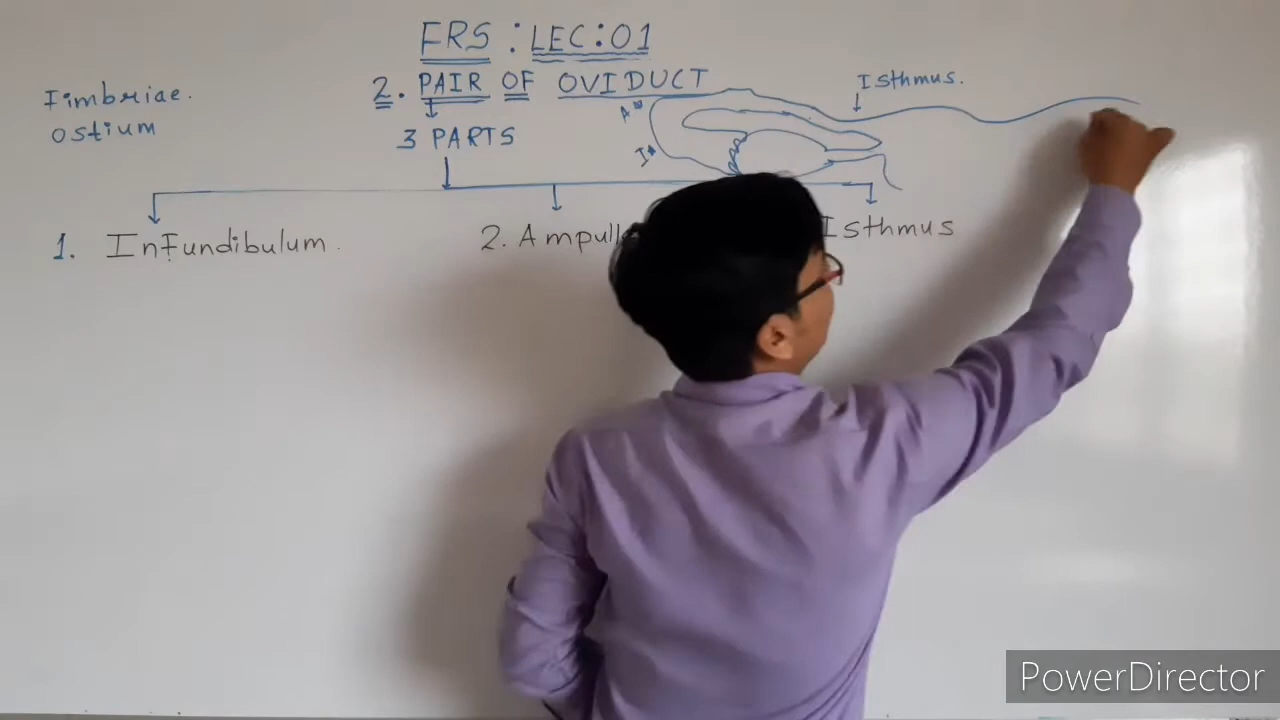 FRS : LEC:01
2. PAIR OF OVIDUCT
3 PARTS
Fimbriae.
Ostium
A
I
Isthmus.
1. InFundibulum.
2. Ampull
Isthmus
PowerDirector